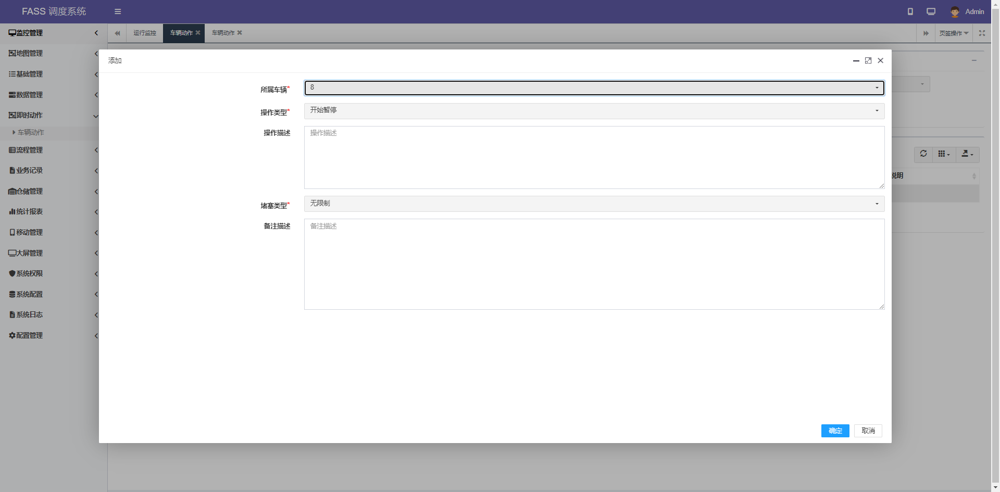 FASS 调度系统
Admin
监控管理
运行监控
车辆动作
车辆动作
页签操作
地图管理
基础管理
数据管理
即时动作
车辆动作
流程管理
业务记录
仓储管理
统计报表
移动管理
大屏管理
系统权限
系统配置
系统日志
配置管理
添加
所属车辆*
8
操作类型*
开始暂停
操作描述
操作描述
堵塞类型*
无限制
备注描述
备注描述
说明
确定
取消